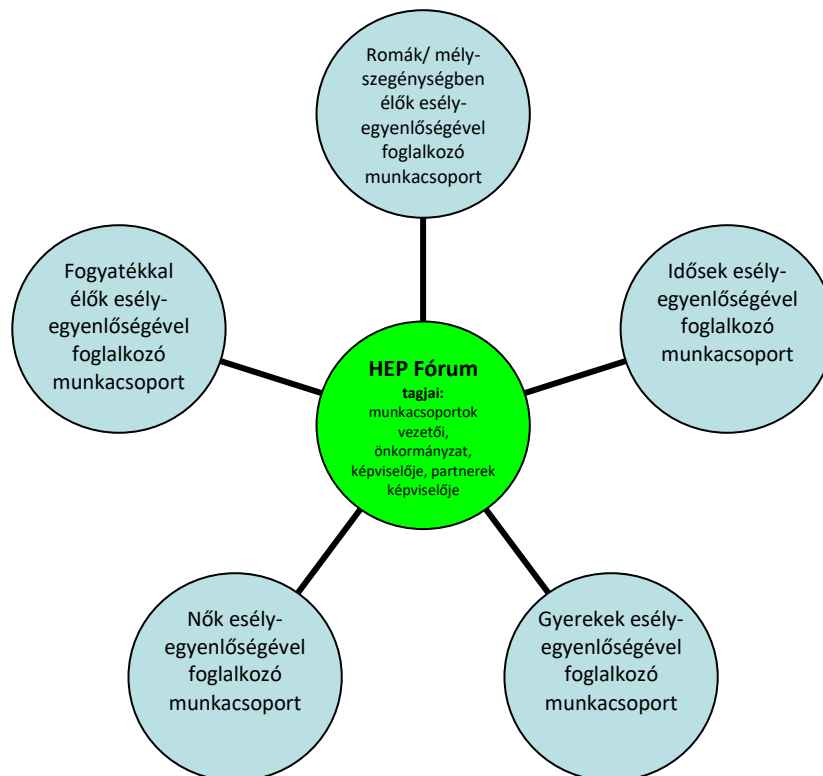 Romák/ mély-
szegénységben
élők esély-
egyenlőségével
foglalkozó
munkacsoport
Fogyatékkal
élők esély-
egyenlőségével
foglalkozó
munkacsoport
Idősek esély-
egyenlőségével
foglalkozó
munkacsoport
HEP Fórum
tagjai:
munkacsoportok
vezetői,
önkormányzat,
képviselője, partnerek
képviselője
Nők esély-
egyenlőségével
foglalkozó
munkacsoport
Gyerekek esély-
egyenlőségével
foglalkozó
munkacsoport